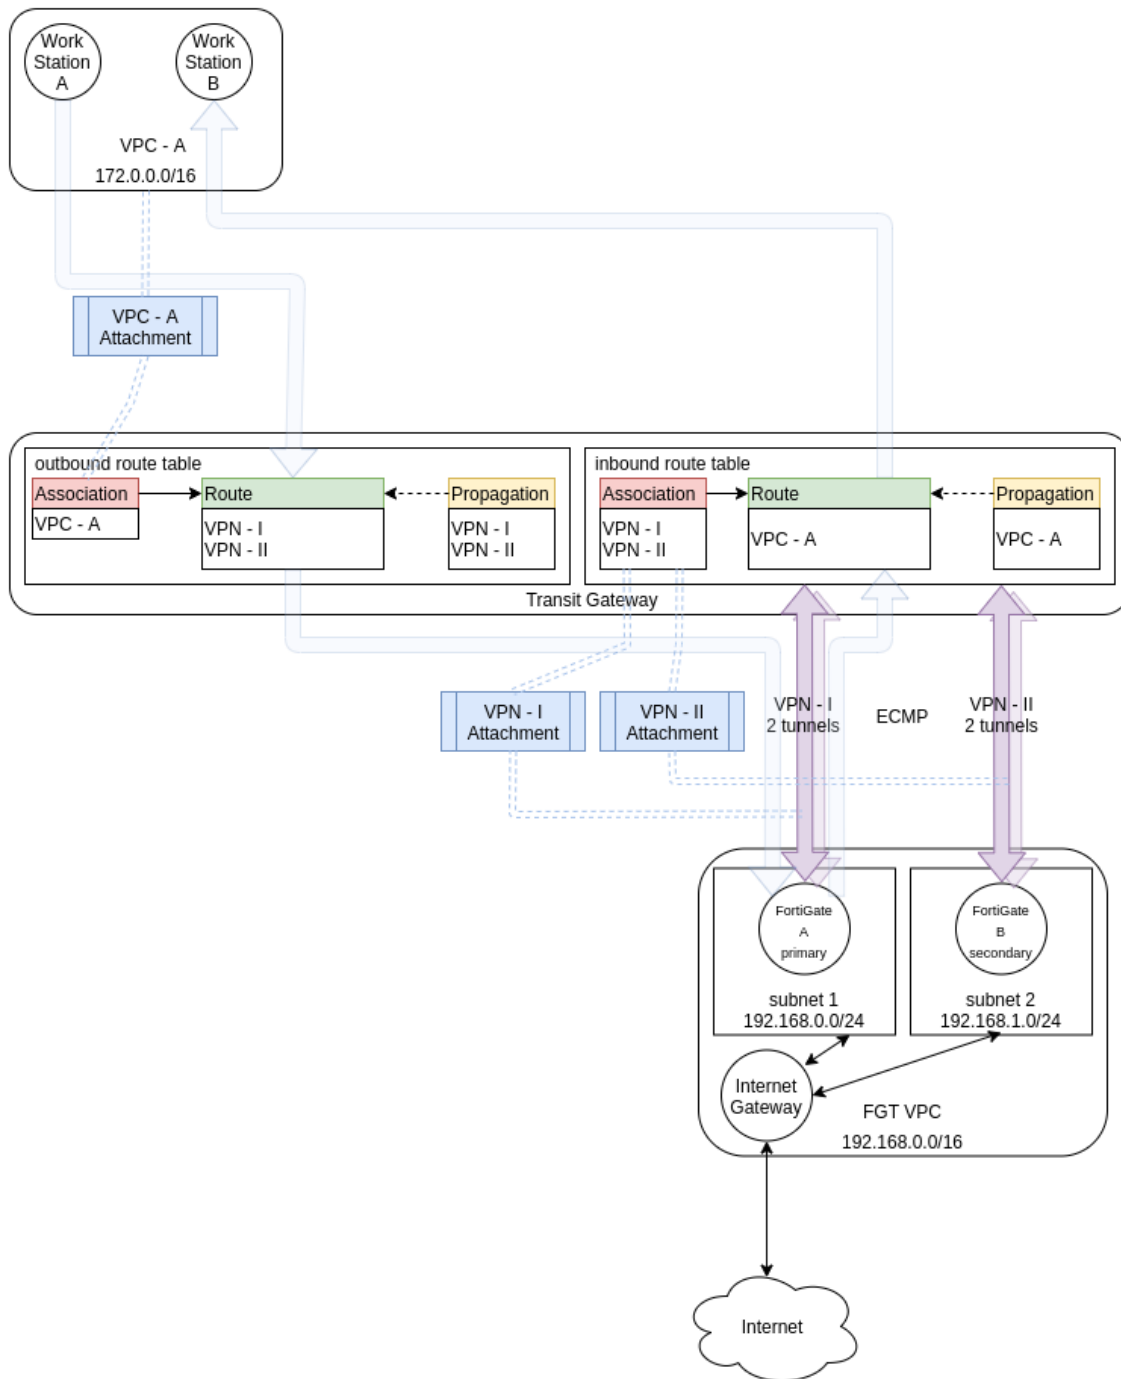 Work
Station
A
Work
Station
B
VPC - A
172.0.0.0/16
VPC - A
Attachment
outbound route table
Association
VPC - A
Route
VPN - I
VPN - II
Propagation
VPN - I
VPN - II
inbound route table
Association
VPN - I
VPN - II
Route
VPC - A
Propagation
VPC - A
Transit Gateway
VPN - I
Attachment
VPN - II
Attachment
VPN - I
2 tunnels
ECMP
VPN - II
2 tunnels
FortiGate
A
primary
FortiGate
B
secondary
subnet 1
192.168.0.0/24
subnet 2
192.168.1.0/24
Internet
Gateway
FGT VPC
192.168.0.0/16
Internet